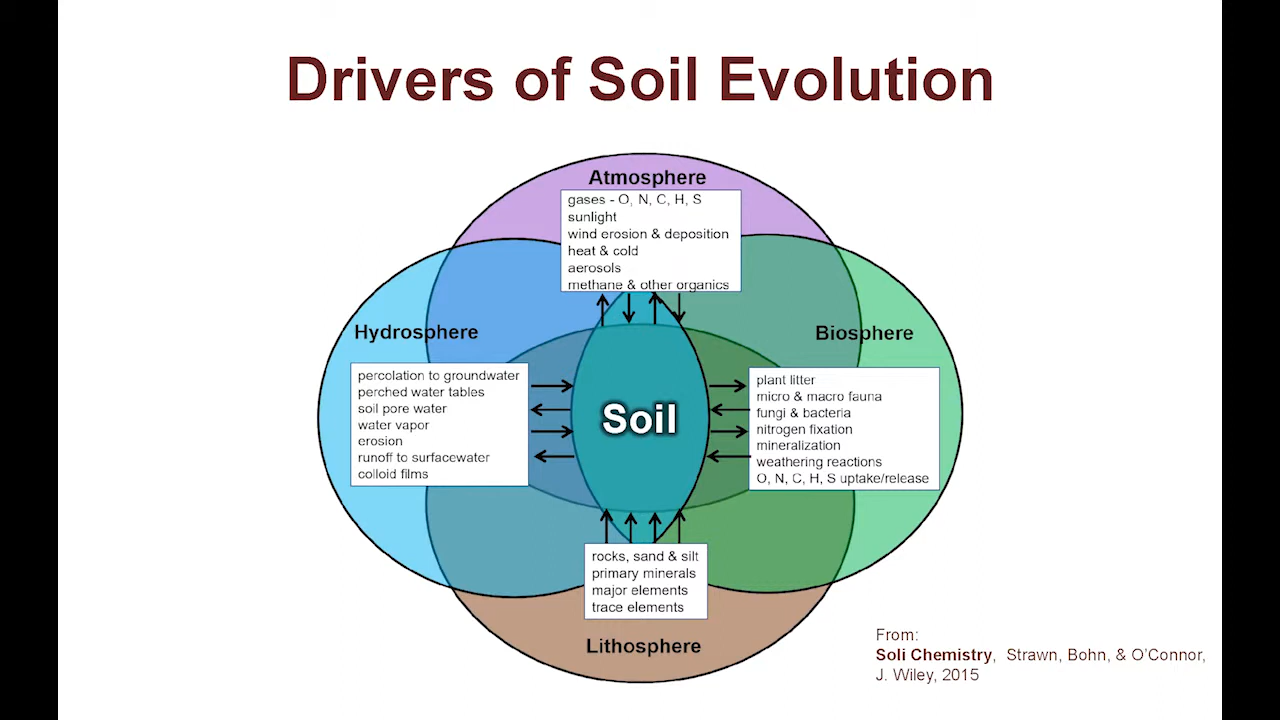 Drivers of Soil Evolution
Atmosphere
gases - O, N, C, H, S
sunlight
wind erosion & deposition
heat & cold
aerosols
methane & other organics
Hydrosphere
percolation to groundwater
perched water tables
soil pore water
water vapor
erosion
runoff to surfacewater
colloid films
Soil
Biosphere
plant litter
micro & macro fauna
fungi & bacteria
nitrogen fixation
mineralization
weathering reactions
O, N, C, H, S uptake/release
rocks, sand & silt
primary minerals
major elements
trace elements
Lithosphere
From:
Soli Chemistry, Strawn, Bohn, & O'Connor,
J. Wiley, 2015